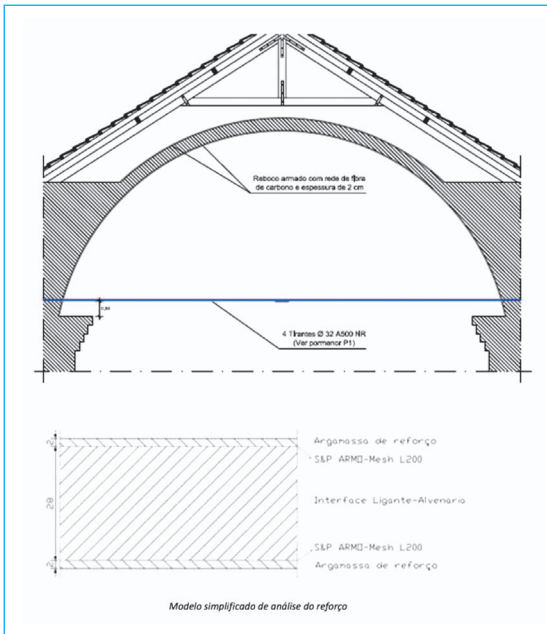 Reboco armado com rede de fibra
de carbono e espessura de 2 cm
4 Tirantes Ø 32 A500 NR
(Ver pormenor P1)
2
Argamassa de reforço
S&P ARMO-Mesh L200
28
Interface Ligante-Alvenaria
S&P ARMO-Mesh L200
2
Argamassa de reforço
Modelo simplificado de análise do reforço